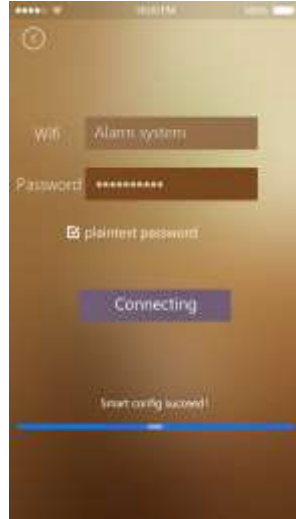 Wifi Alarm system
Password **********
plaintext password
Connecting
Smart config succeed!